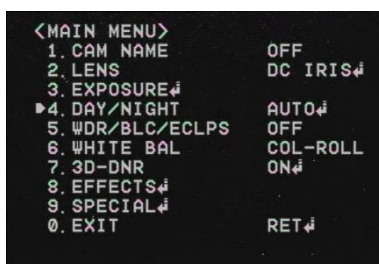 <MAIN MENU>
1. CAM NAME OFF
2. LENS DC IRIS↲
3. EXPOSURE↲
4. DAY/NIGHT AUTO↲
5. WDR/BLC/ECLPS OFF
6. WHITE BAL COL-ROLL
7. 3D-DNR ON↲
8. EFFECTS↲
9. SPECIAL↲
0. EXIT RET↲